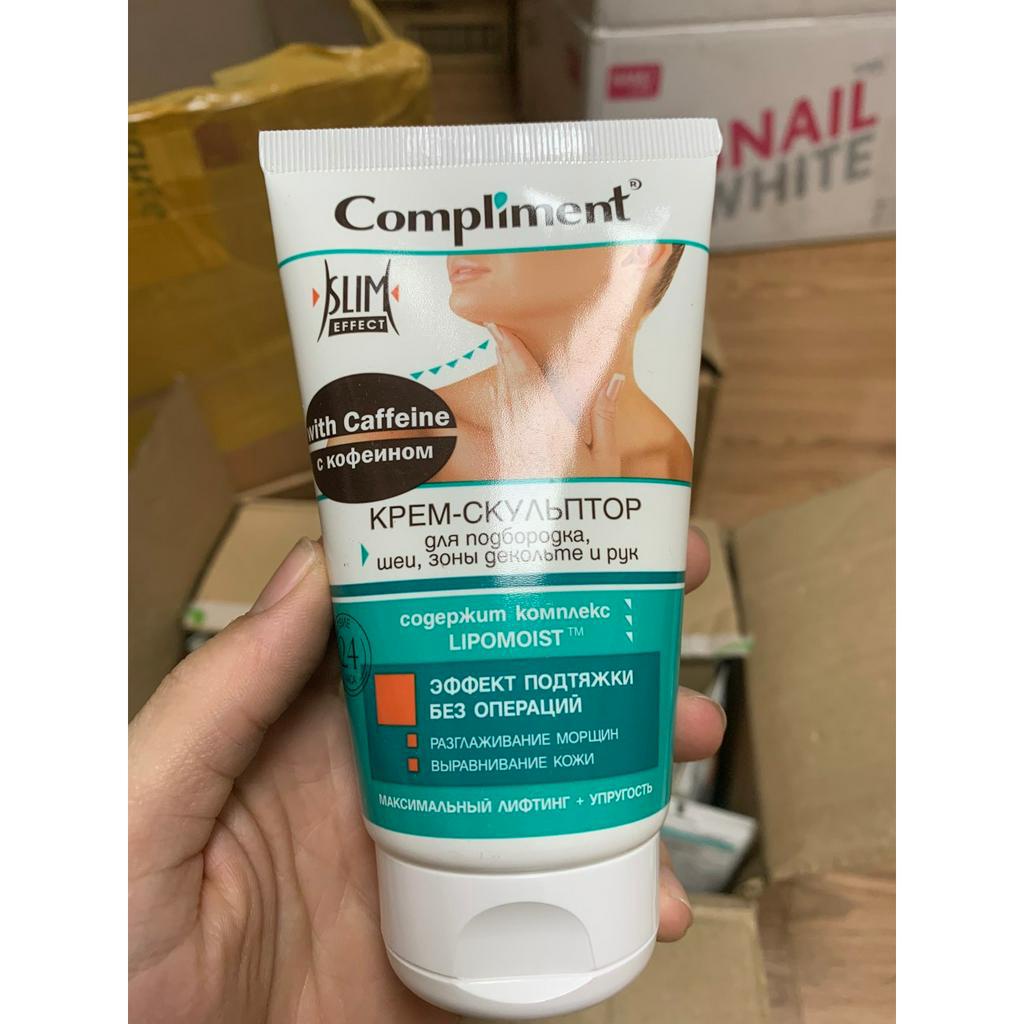 NAIL
WHITE
Compliment®
SLIM
EFFECT
with Caffeine
с кофеином
КРЕМ-СКУЛЬПТОР
для подбородка,
шеи, зоны декольте и рук
содержит комплекс
LIPOMOIST™
24
ЭФФЕКТ ПОДТЯЖКИ
БЕЗ ОПЕРАЦИЙ
РАЗГЛАЖИВАНИЕ МОРЩИН
ВЫРАВНИВАНИЕ КОЖИ
МАКСИМАЛЬНЫЙ ЛИФТИНГ + УПРУГОСТЬ